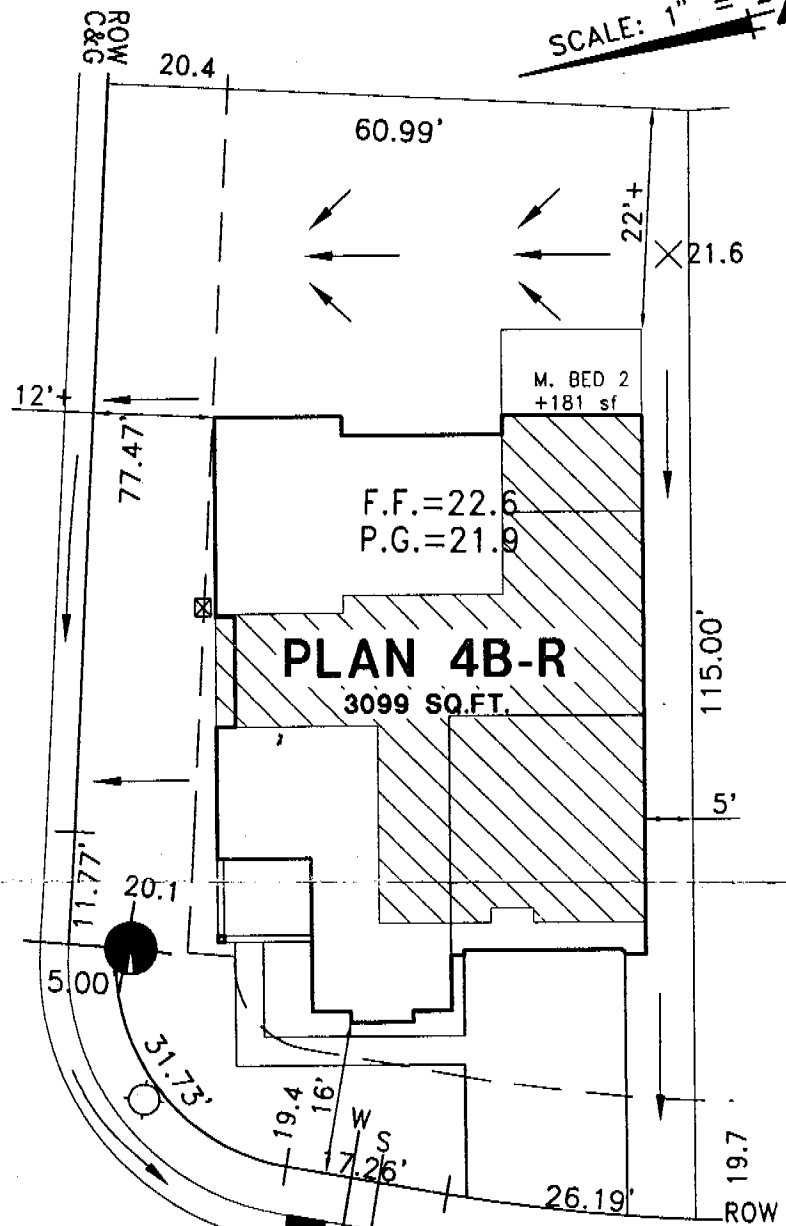 ROW
C&G
20.4
SCALE: 1" =
60.99'
22'+
21.6
M. BED 2
+181 sf
12'+
77.47'
F.F.=22.6
P.G.=21.9
PLAN 4B-R
3099 SQ.FT.
115.00'
5'
11.77'
20.1
5.00
31.73'
19.4
16'
W
S
17.26'
26.19'
19.7
ROW